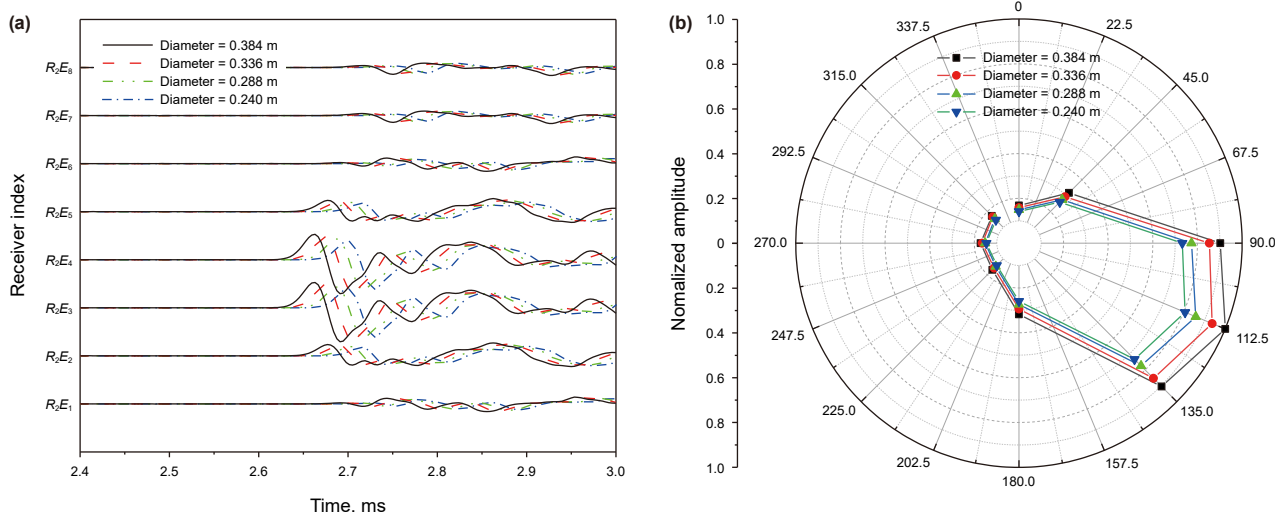 (a)
Diameter = 0.384 m
Diameter = 0.336 m
Diameter = 0.288 m
Diameter = 0.240 m
R2E8
R2E7
R2E6
R2E5
R2E4
R2E3
R2E2
R2E1
Receiver index
2.4 2.5 2.6 2.7 2.8 2.9 3.0
Time, ms
(b)
Nomalized amplitude
1.0
0.8
0.6
0.4
0.2
0
0.2
0.4
0.6
0.8
1.0
0
22.5
45.0
67.5
90.0
112.5
135.0
157.5
180.0
202.5
225.0
247.5
270.0
292.5
315.0
337.5
Diameter = 0.384 m
Diameter = 0.336 m
Diameter = 0.288 m
Diameter = 0.240 m